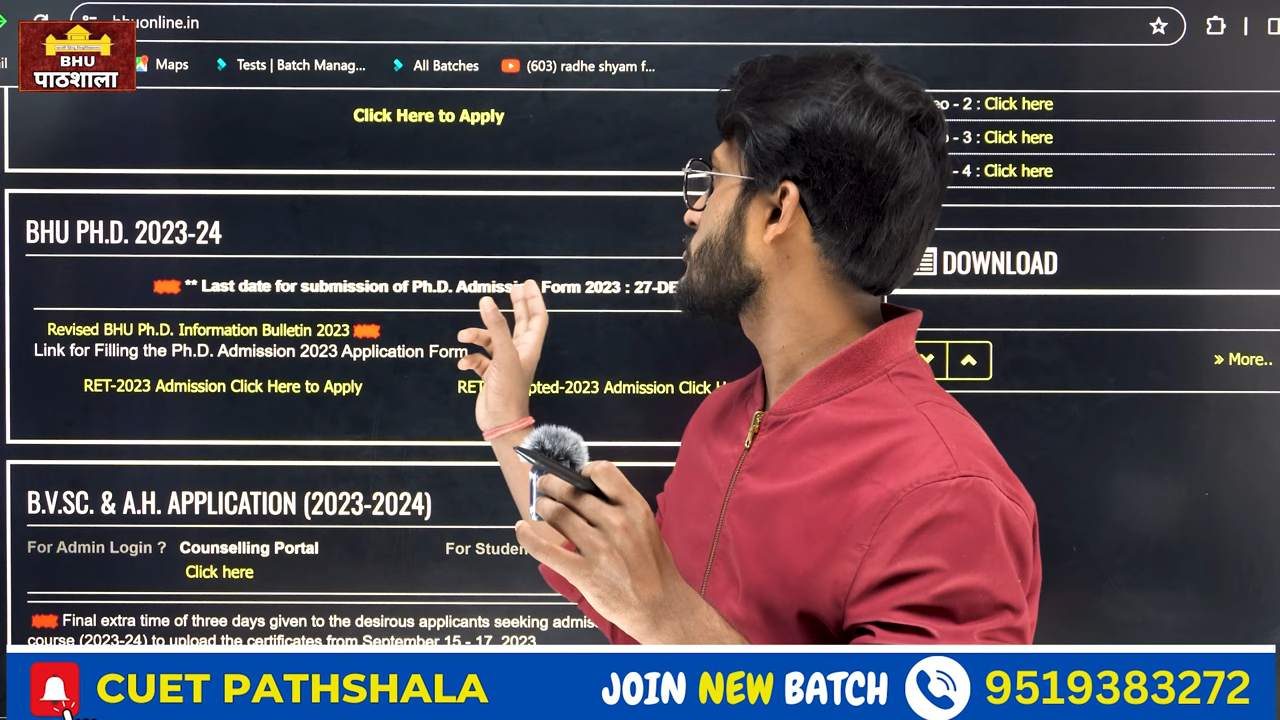 bhuonline.in
BHU
पाठशाला
Maps
Tests | Batch Manag...
All Batches
(603) radhe shyam f...
Click Here to Apply
- 2 : Click here
- 3 : Click here
- 4 : Click here
BHU PH.D. 2023-24
** Last date for submission of Ph.D. Admission Form 2023 : 27-DE
DOWNLOAD
Revised BHU Ph.D. Information Bulletin 2023
Link for Filling the Ph.D. Admission 2023 Application Form
» More..
RET-2023 Admission Click Here to Apply
RET pted-2023 Admission Click H
B.V.SC. & A.H. APPLICATION (2023-2024)
For Admin Login ? Counselling Portal
For Studen
Click here
Final extra time of three days given to the desirous applicants seeking admis
course (2023-24) to upload the certificates from September 15 - 17, 2023
CUET PATHSHALA
JOIN NEW BATCH
9519383272